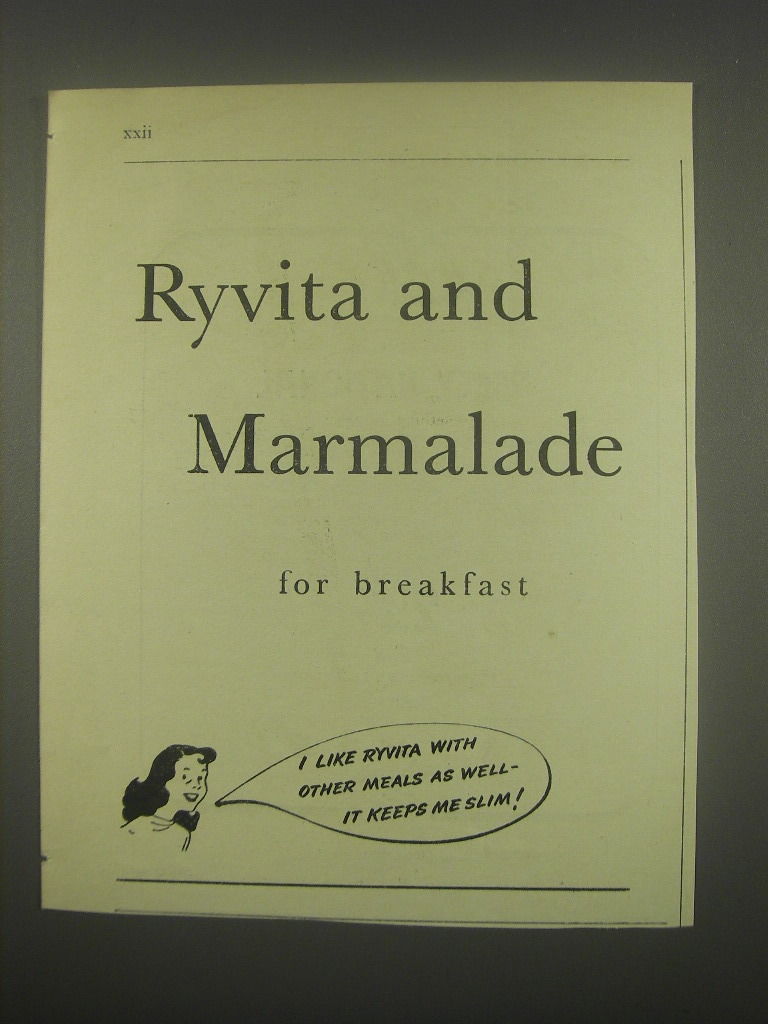 xxii
Ryvita and
Marmalade
for breakfast
I LIKE RYVITA WITH
OTHER MEALS AS WELL-
IT KEEPS ME SLIM!